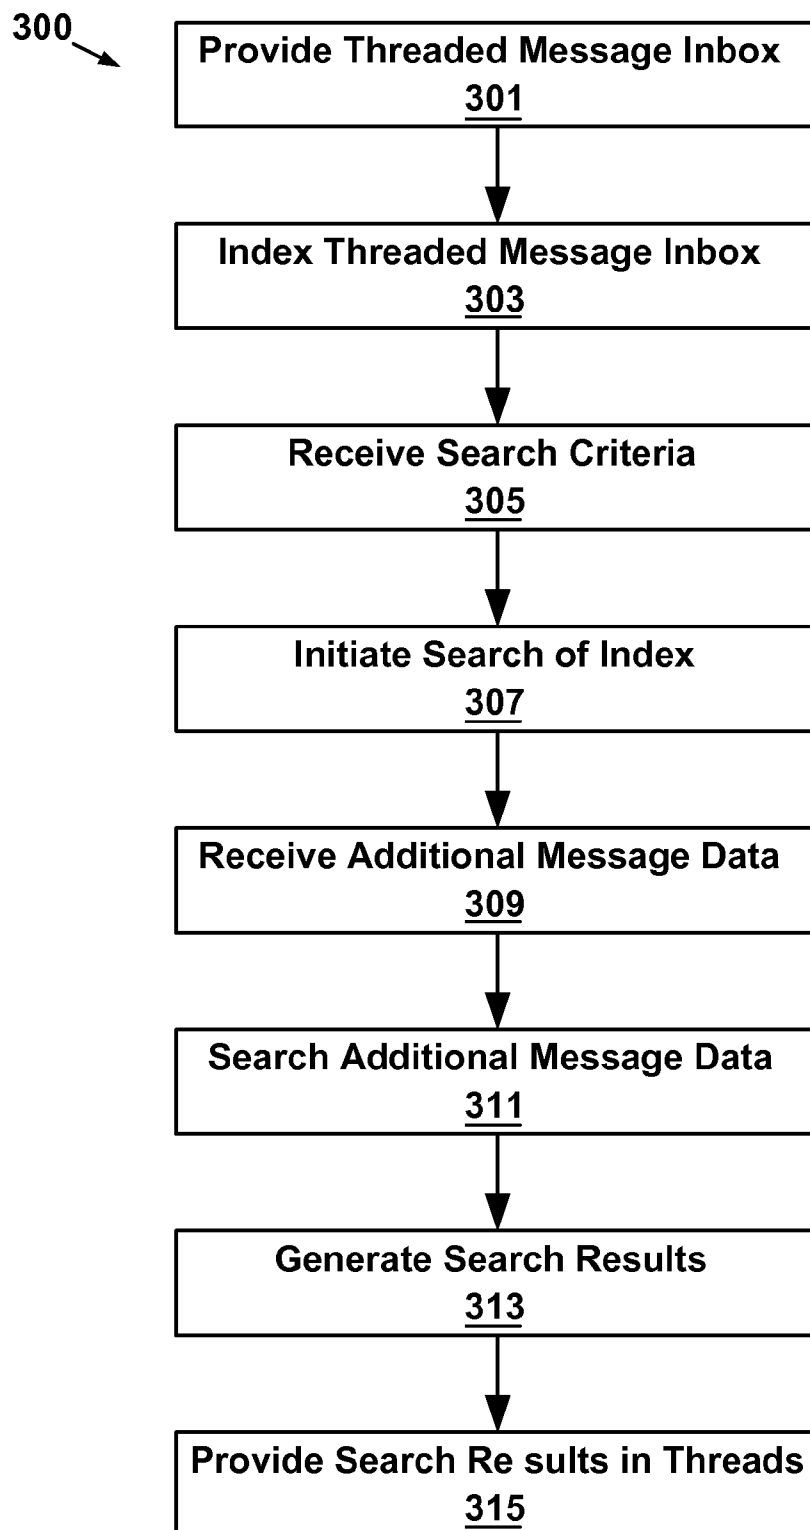 300
Provide Threaded Message Inbox
301
Index Threaded Message Inbox
303
Receive Search Criteria
305
Initiate Search of Index
307
Receive Additional Message Data
309
Search Additional Message Data
311
Generate Search Results
313
Provide Search Re sults in Threads
315